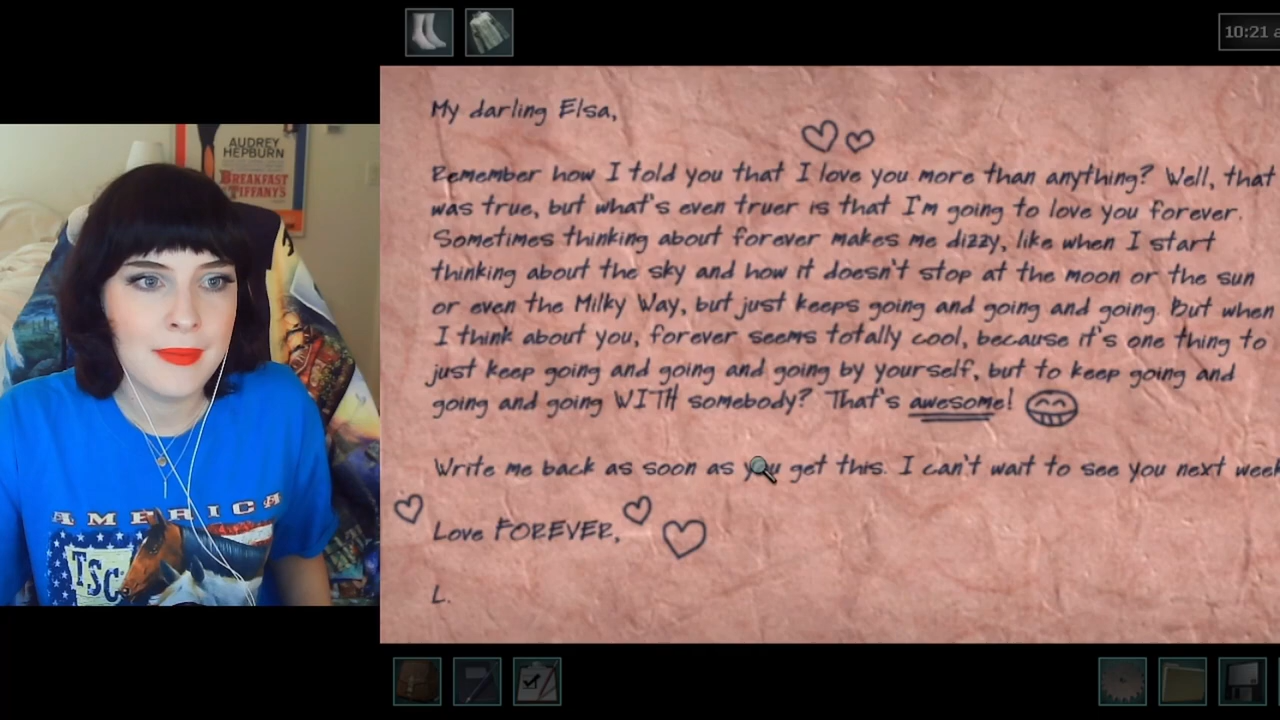 10:21 a
My darling Elsa,
Remember how I told you that I love you more than anything? Well, that
was true, but what's even truer is that I'm going to love you forever.
Sometimes thinking about forever makes me dizzy, like when I start
thinking about the sky and how it doesn't stop at the moon or the sun
or even the Milky Way, but just keeps going and going and going. But when
I think about you, forever seems totally cool, because it's one thing to
just keep going and going and going by yourself, but to keep going and
going and going WITH somebody? That's awesome!
Write me back as soon as you get this. I can't wait to see you next week
Love FOREVER,
L.
AUDREY
HEPBURN
BREAKFAST
AT TIFFANY'S
AMERICA
TSC